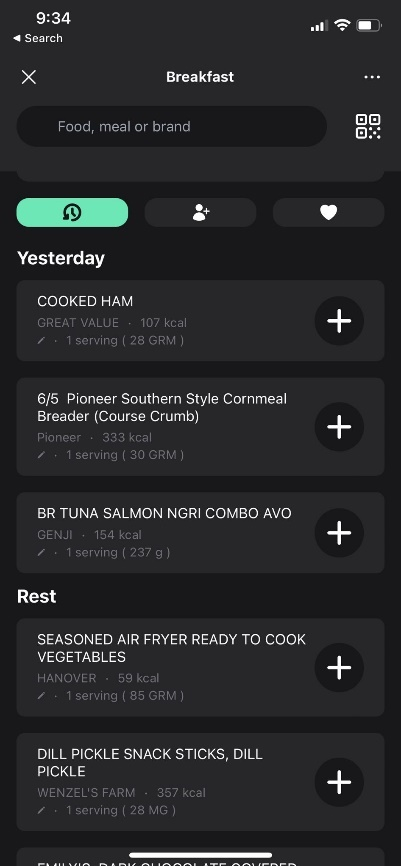 9:34
◀ Search
Breakfast
Food, meal or brand
Yesterday
COOKED HAM
GREAT VALUE · 107 kcal
· 1 serving ( 28 GRM )
6/5 Pioneer Southern Style Cornmeal
Breader (Course Crumb)
Pioneer · 333 kcal
· 1 serving ( 30 GRM )
BR TUNA SALMON NGRI COMBO AVO
GENJI · 154 kcal
· 1 serving ( 237 g )
Rest
SEASONED AIR FRYER READY TO COOK
VEGETABLES
HANOVER · 59 kcal
· 1 serving ( 85 GRM )
DILL PICKLE SNACK STICKS, DILL
PICKLE
WENZEL'S FARM · 357 kcal
· 1 serving ( 28 MG )
DARK CHOCOLATE COVERED